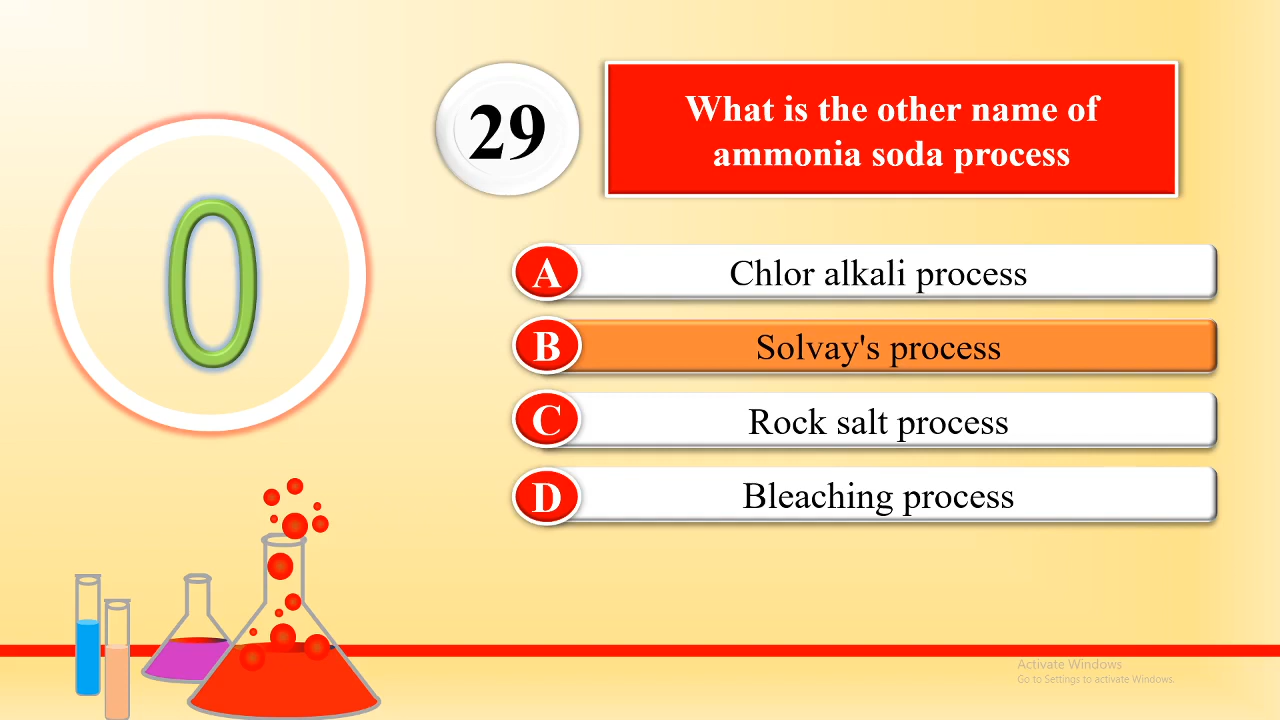 0
29
What is the other name of
ammonia soda process
A Chlor alkali process
B Solvay's process
C Rock salt process
D Bleaching process
Activate Windows
Go to Settings to activate Windows.